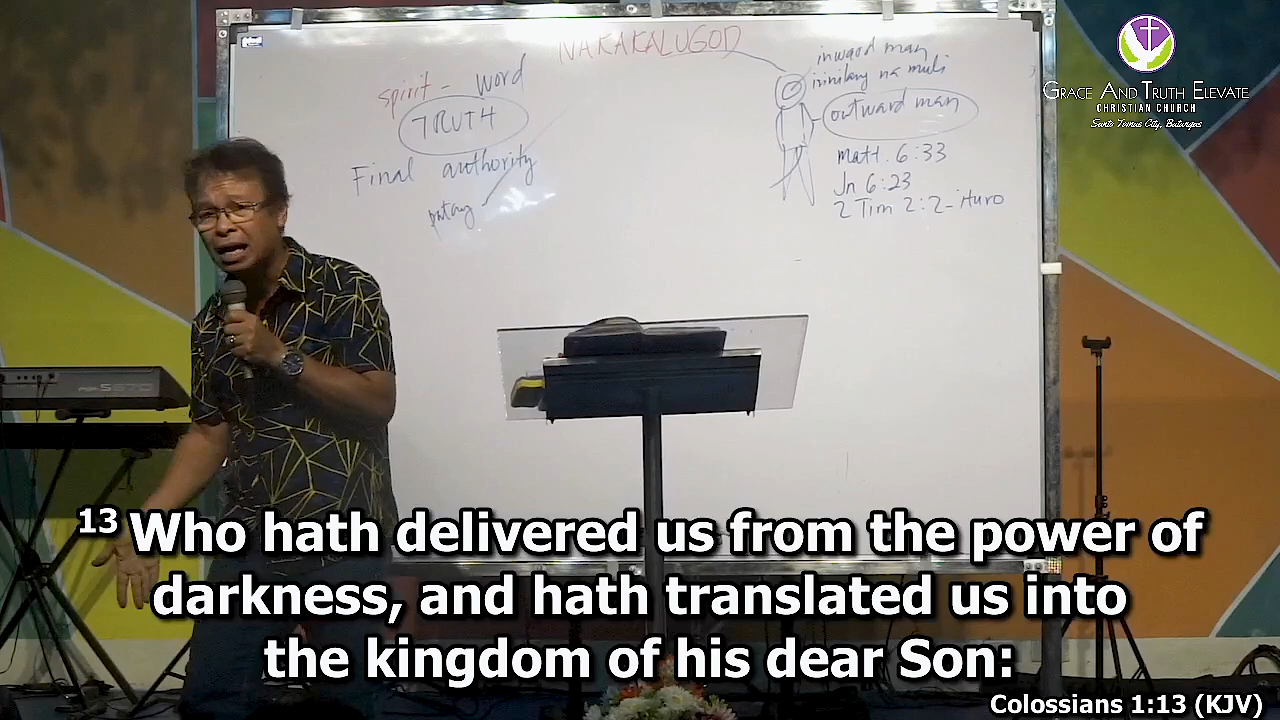 NAKAKALUGOD
spirit - word
TRUTH
Final authority
patay
inward man
outward man
Matt. 6:33
Jn 6:23
2 Tim 2:2 - ituro
GRACE AND TRUTH ELEVATE
CHRISTIAN CHURCH
Santo Tomas City, Batangas
13 Who hath delivered us from the power of
darkness, and hath translated us into
the kingdom of his dear Son:
Colossians 1:13 (KJV)